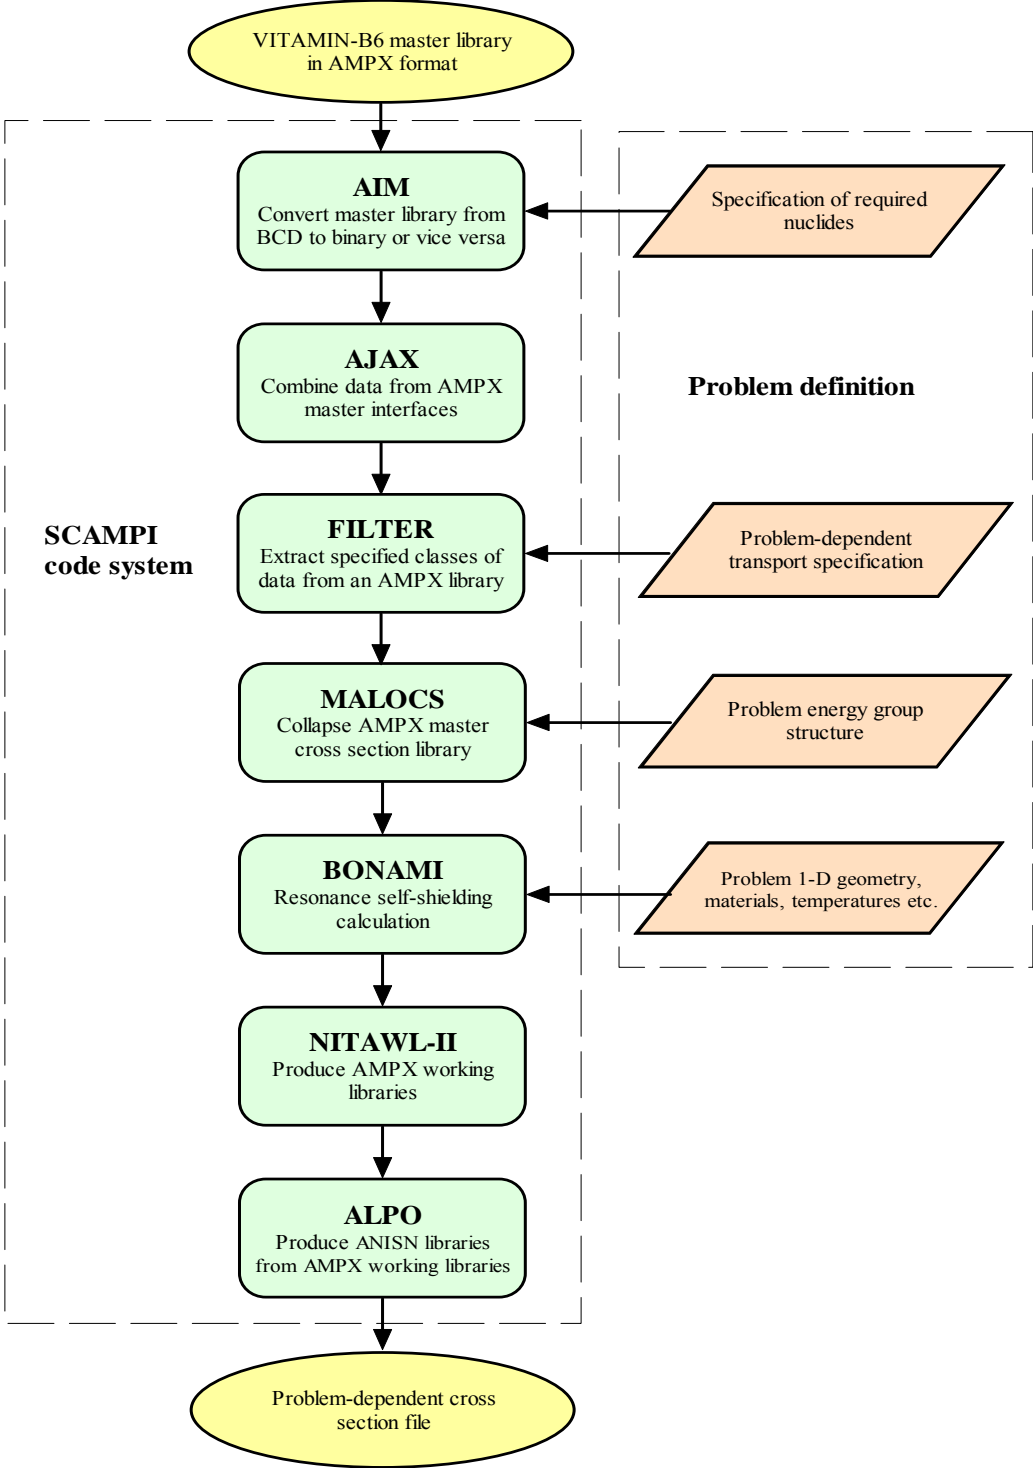 VITAMIN-B6 master library
in AMPX format
AIM
Convert master library from
BCD to binary or vice versa
Specification of required
nuclides
AJAX
Combine data from AMPX
master interfaces
Problem definition
SCAMPI
code system
FILTER
Extract specified classes of
data from an AMPX library
Problem-dependent
transport specification
MALOCS
Collapse AMPX master
cross section library
Problem energy group
structure
BONAMI
Resonance self-shielding
calculation
Problem 1-D geometry,
materials, temperatures etc.
NITAWL-II
Produce AMPX working
libraries
ALPO
Produce ANISN libraries
from AMPX working libraries
Problem-dependent cross
section file